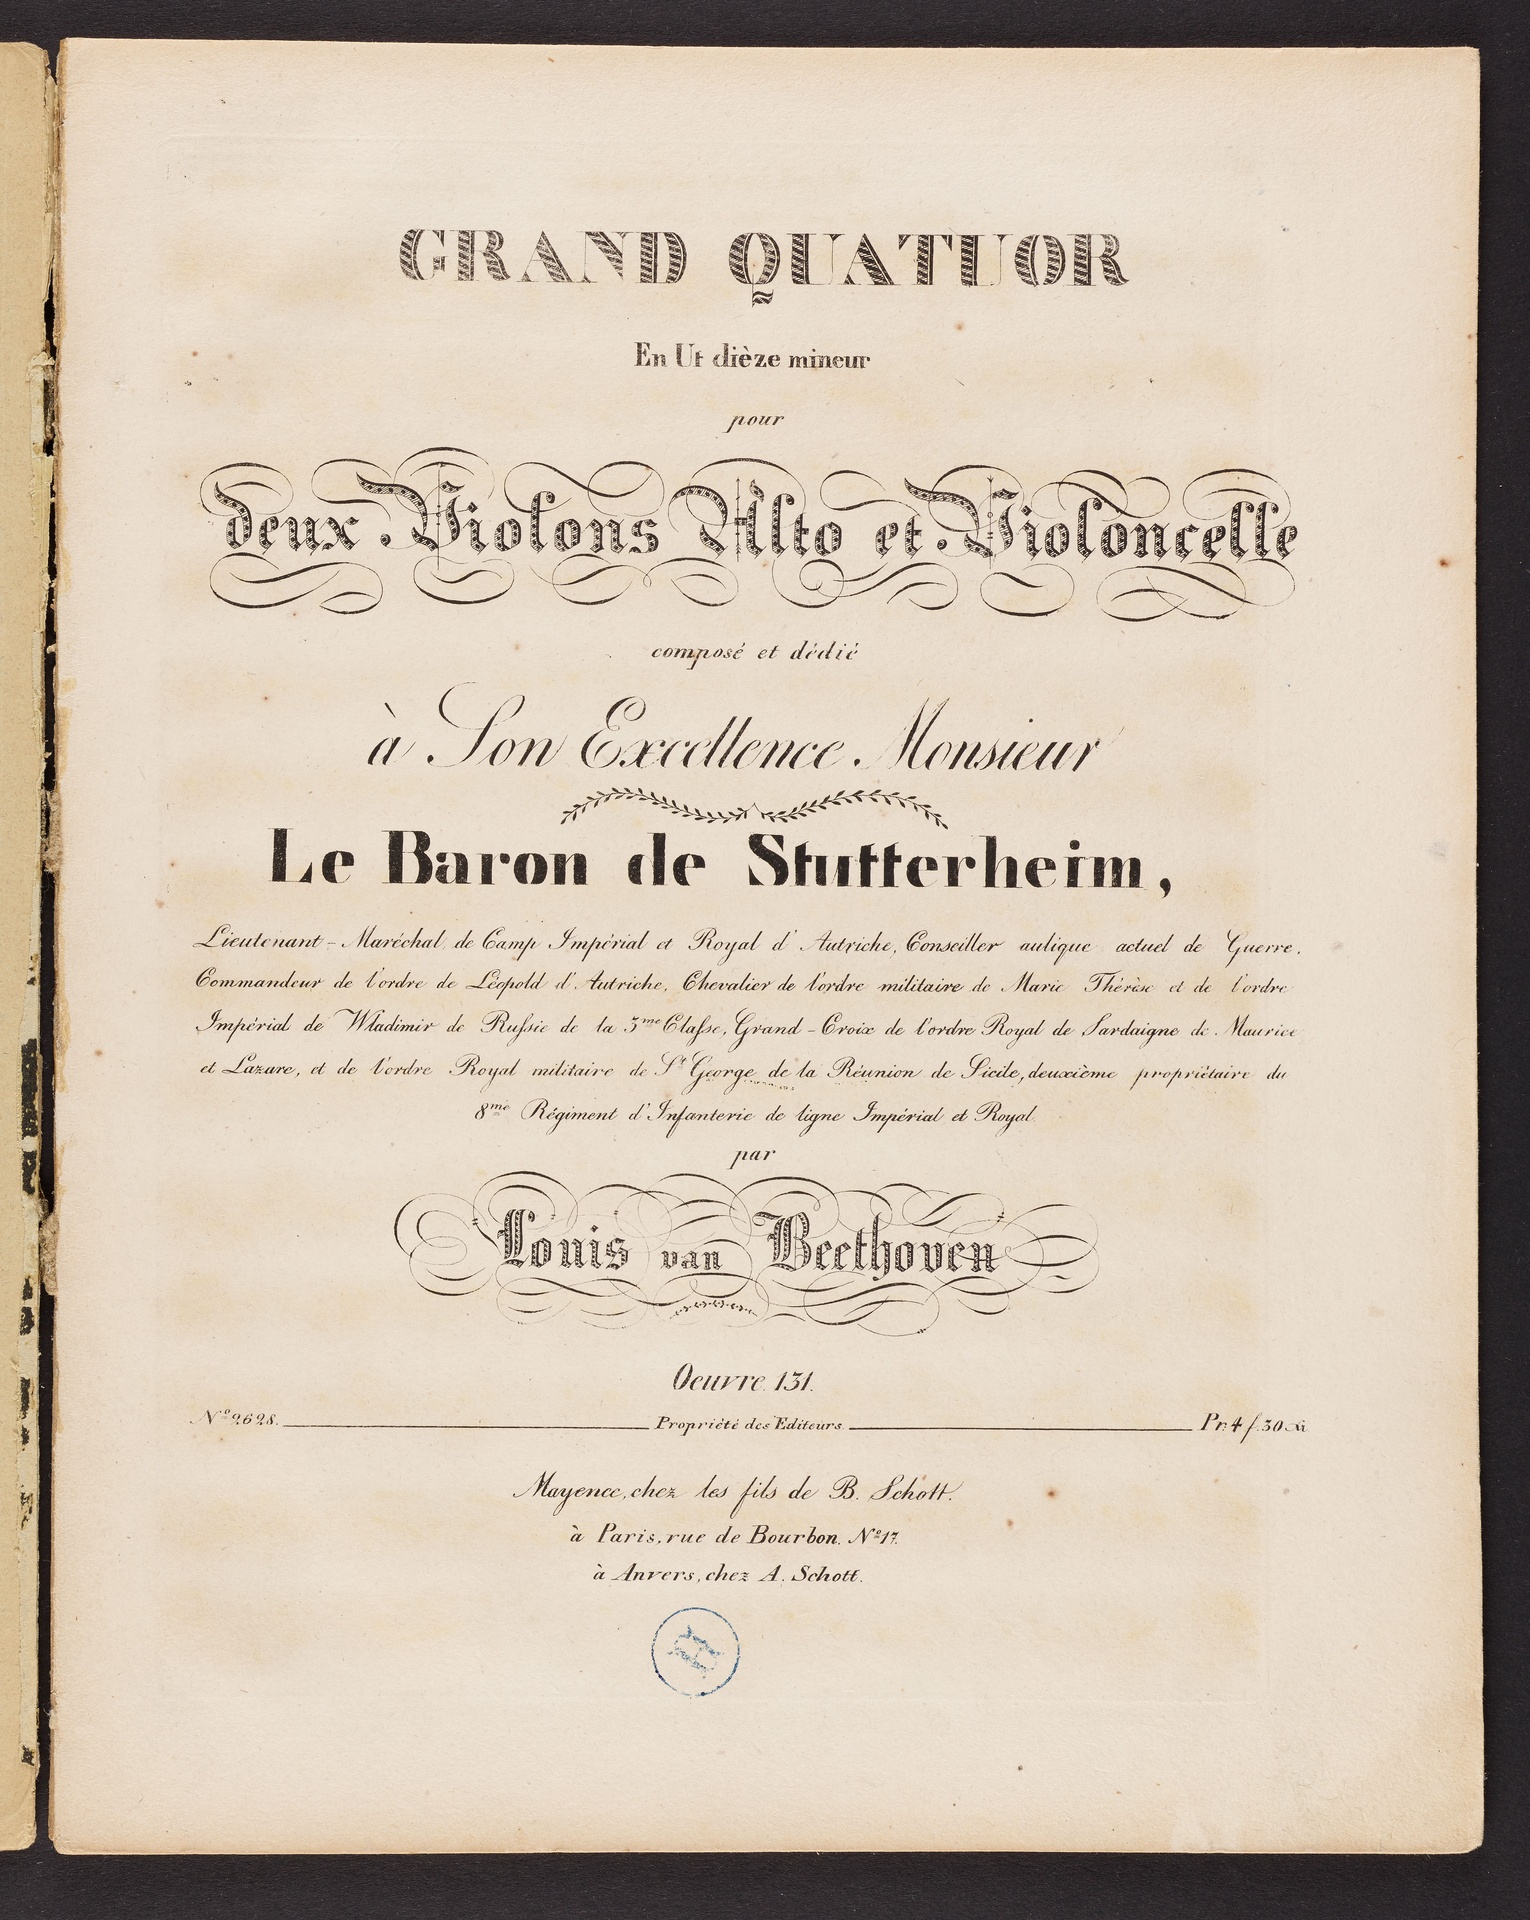 GRAND QUATUOR
En Ut dièze mineur
pour
deux Violons Alto et Violoncelle
composé et dédié
à Son Excellence Monsieur
Le Baron de Stutterheim,
Lieutenant-Maréchal de Camp Impérial et Royal d'Autriche, Conseiller aulique actuel de Guerre,
Commandeur de l'ordre de Léopold d'Autriche, Chevalier de l'ordre militaire de Marie Thérèse et de l'ordre
Impérial de Wladimir de Russie de la 3me Classe, Grand-Croix de l'ordre Royal de Sardaigne de Maurice
et Lazare, et de l'ordre Royal militaire de St George de la Réunion de Sicile, deuxième propriétaire du
8me Régiment d'Infanterie de ligne Impérial et Royal
par
Louis van Beethoven
Oeuvre 131.
No 2628. Propriété des Editeurs Pr. 4 f. 30 Xr
Mayence, chez les fils de B. Schott.
à Paris, rue de Bourbon. No 17.
à Anvers, chez A. Schott.